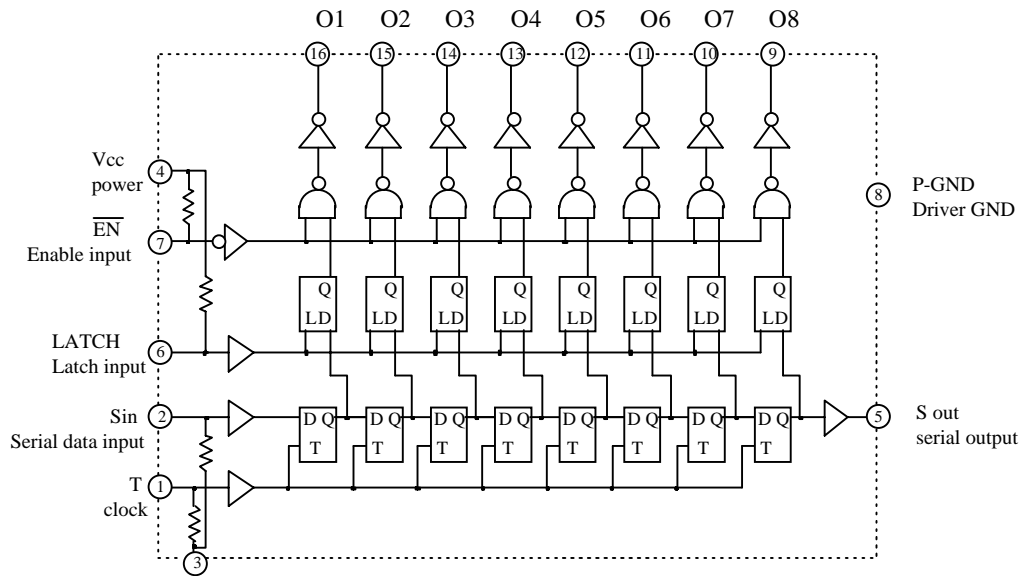 O1 O2 O3 O4 O5 O6 O7 O8
16 15 14 13 12 11 10 9
Vcc
power
4
EN
Enable input
7
P-GND
Driver GND
8
Q Q Q Q Q Q Q Q
LD LD LD LD LD LD LD LD
LATCH
Latch input
6
Sin
Serial data input
2
D Q D Q D Q D Q D Q D Q D Q D Q
T T T T T T T T
5
S out
serial output
T
clock
1
3